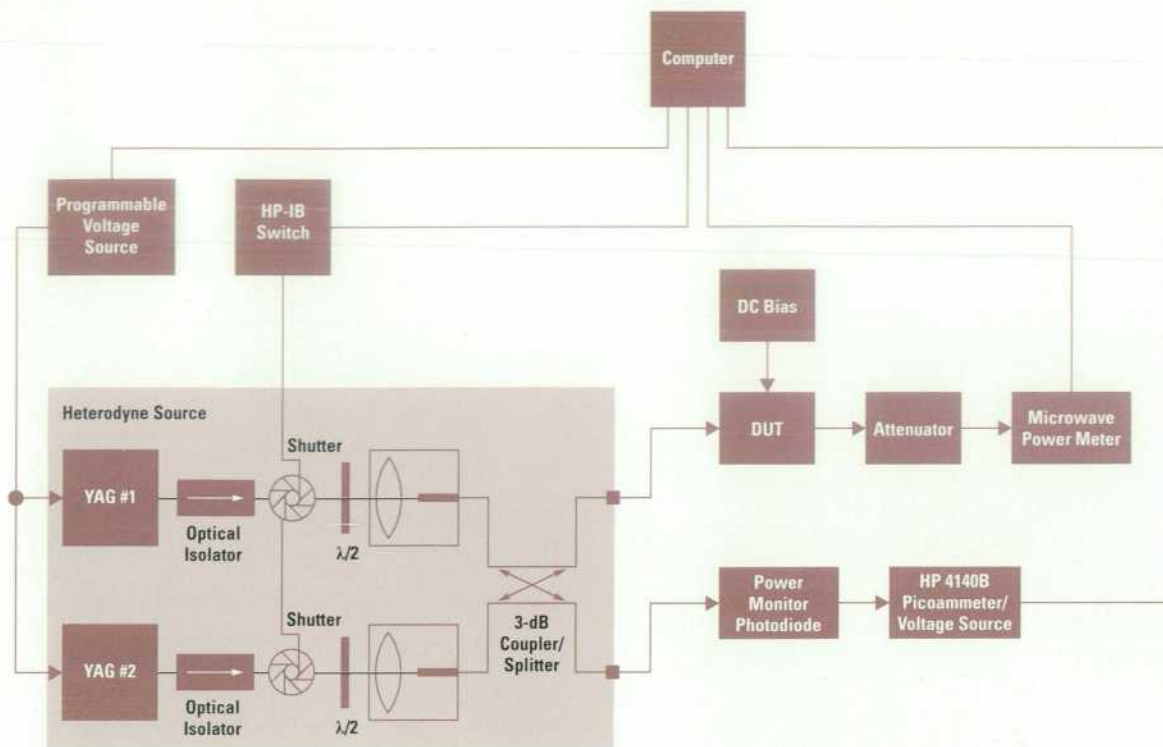 Computer
Programmable
Voltage
Source
HP-IB
Switch
DC Bias
Heterodyne Source
Shutter
YAG #1
Optical
Isolator
λ/2
DUT
Attenuator
Microwave
Power Meter
3-dB
Coupler/
Splitter
Shutter
YAG #2
Optical
Isolator
λ/2
Power
Monitor
Photodiode
HP 4140B
Picoammeter/
Voltage Source